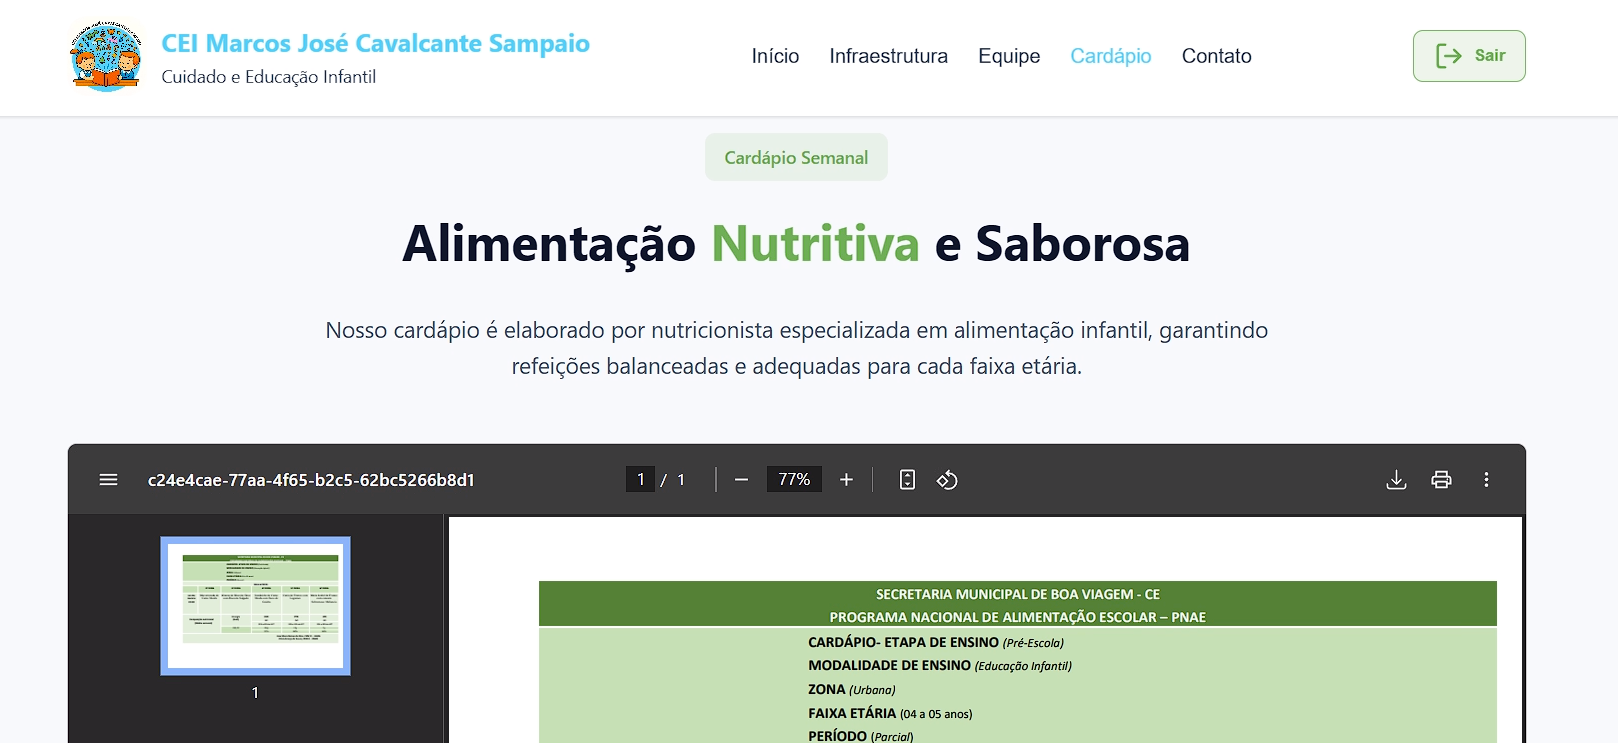 CEI Marcos José Cavalcante Sampaio
Cuidado e Educação Infantil
Início
Infraestrutura
Equipe
Cardápio
Contato
Sair
Cardápio Semanal
Alimentação Nutritiva e Saborosa
Nosso cardápio é elaborado por nutricionista especializada em alimentação infantil, garantindo
refeições balanceadas e adequadas para cada faixa etária.
c24e4cae-77aa-4f65-b2c5-62bc5266b8d1
1 / 1
77%
1
SECRETARIA MUNICIPAL DE BOA VIAGEM - CE
PROGRAMA NACIONAL DE ALIMENTAÇÃO ESCOLAR – PNAE
CARDÁPIO- ETAPA DE ENSINO (Pré-Escola)
MODALIDADE DE ENSINO (Educação Infantil)
ZONA (Urbana)
FAIXA ETÁRIA (04 a 05 anos)
PERÍODO (Parcial)